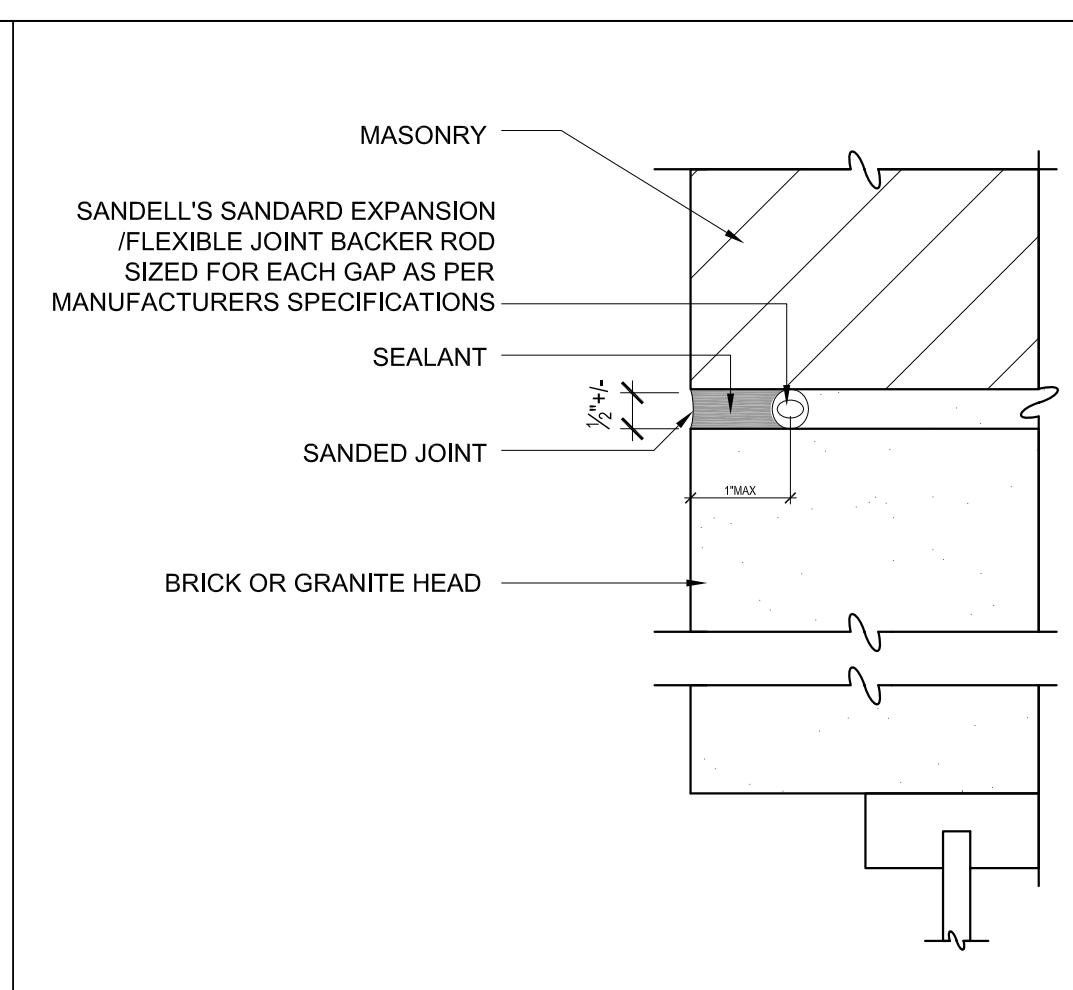 MASONRY
SANDELL'S SANDARD EXPANSION
/FLEXIBLE JOINT BACKER ROD
SIZED FOR EACH GAP AS PER
MANUFACTURERS SPECIFICATIONS
SEALANT
½"+/-
SANDED JOINT
1"MAX
BRICK OR GRANITE HEAD